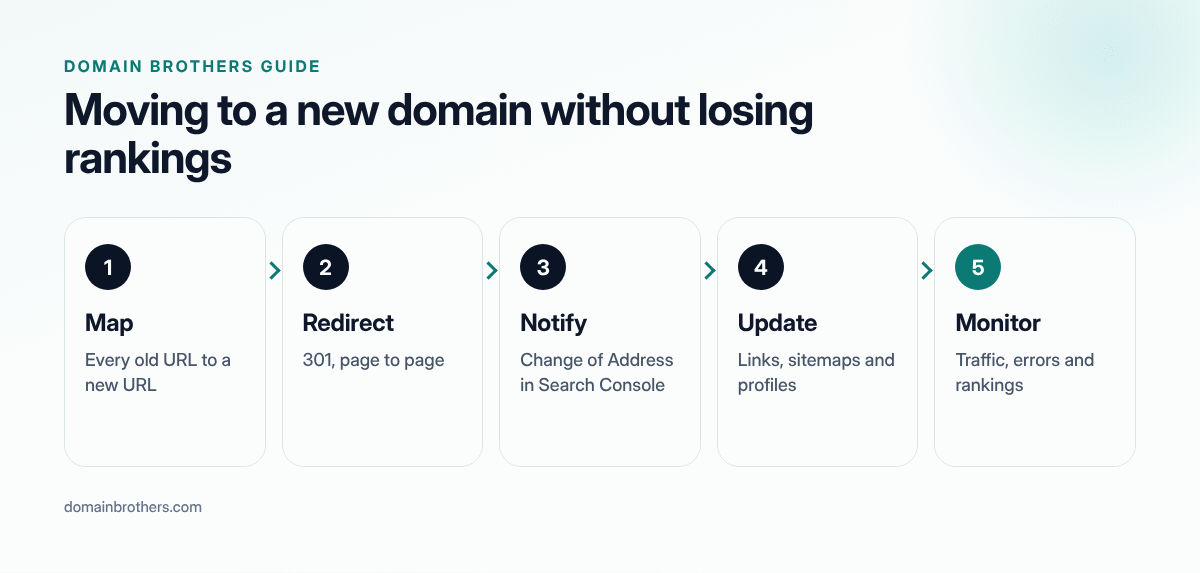 DOMAIN BROTHERS GUIDE
Moving to a new domain without losing
rankings
1
Map
Every old URL to a
new URL
2
Redirect
301, page to page
3
Notify
Change of Address
in Search Console
4
Update
Links, sitemaps and
profiles
5
Monitor
Traffic, errors and
rankings
domainbrothers.com